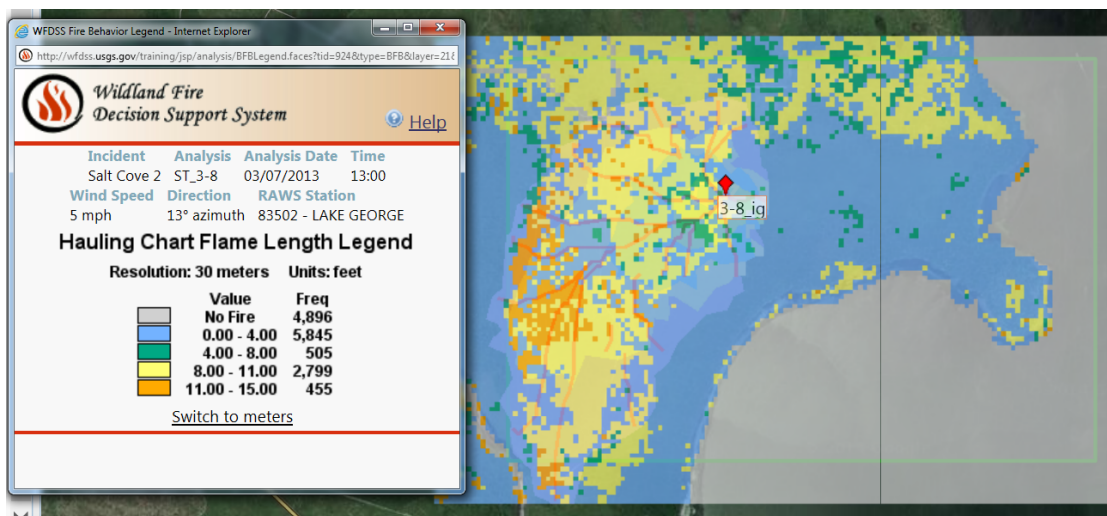 WFDSS Fire Behavior Legend - Internet Explorer
http://wfdss.usgs.gov/training/jsp/analysis/BFBLegend.faces?tid=924&type=BFB&layer=21&
Wildland Fire
Decision Support System
Help
Incident Analysis Analysis Date Time
Salt Cove 2 ST_3-8 03/07/2013 13:00
Wind Speed Direction RAWS Station
5 mph 13° azimuth 83502 - LAKE GEORGE
Hauling Chart Flame Length Legend
Resolution: 30 meters Units: feet
Value Freq
No Fire 4,896
0.00 - 4.00 5,845
4.00 - 8.00 505
8.00 - 11.00 2,799
11.00 - 15.00 455
Switch to meters
3-8_ig